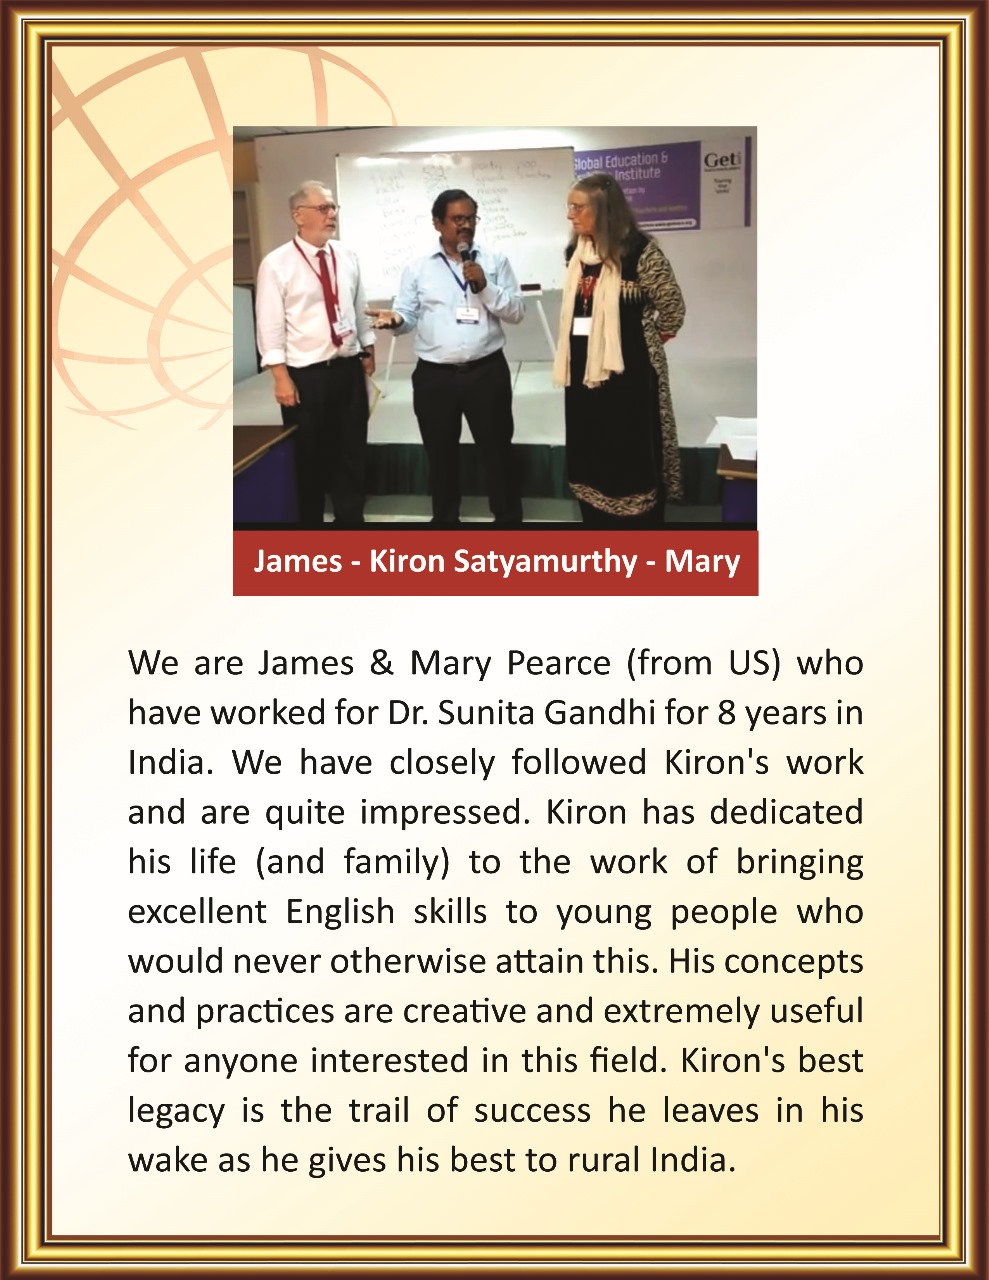 Global Education &
Institute
Get
James - Kiron Satyamurthy - Mary
We are James & Mary Pearce (from US) who
have worked for Dr. Sunita Gandhi for 8 years in
India. We have closely followed Kiron's work
and are quite impressed. Kiron has dedicated
his life (and family) to the work of bringing
excellent English skills to young people who
would never otherwise attain this. His concepts
and practices are creative and extremely useful
for anyone interested in this field. Kiron's best
legacy is the trail of success he leaves in his
wake as he gives his best to rural India.